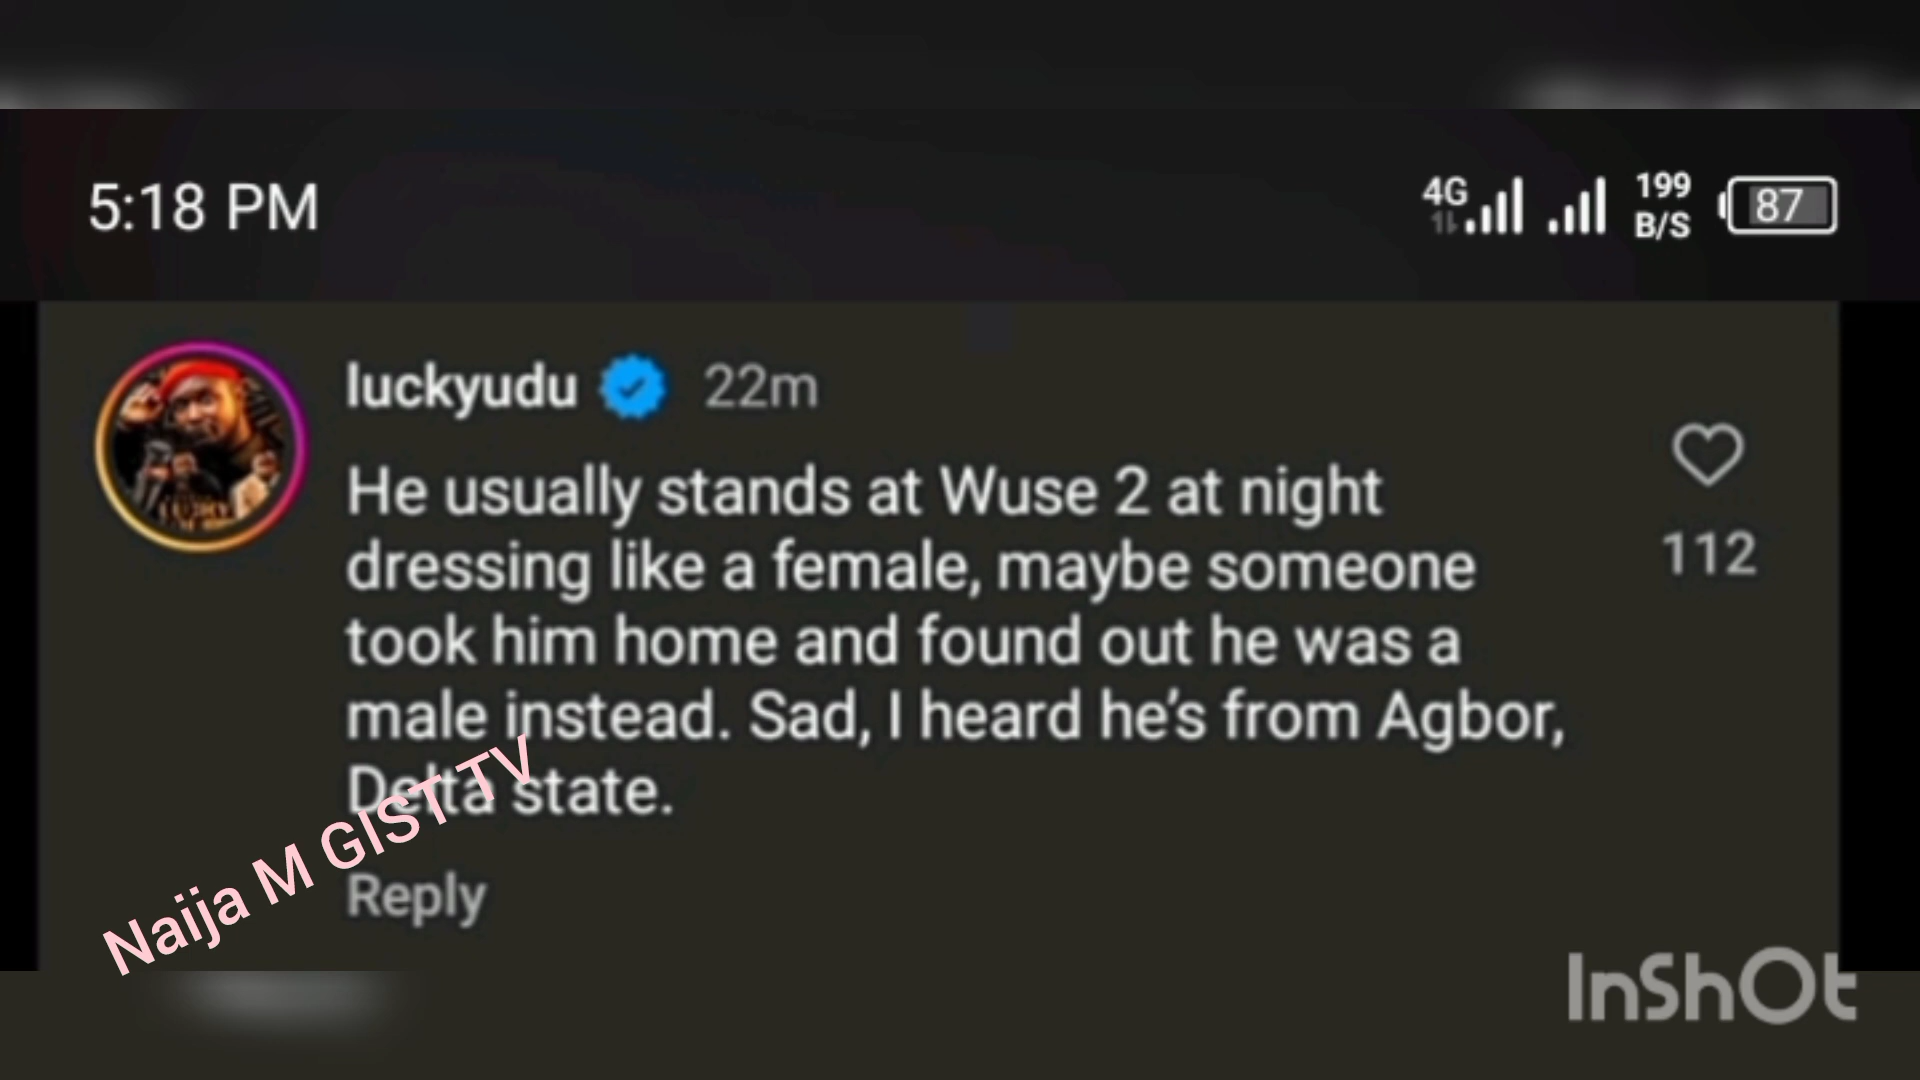 5:18 PM
4G
199
B/S
87
luckyudu 22m
He usually stands at Wuse 2 at night
dressing like a female, maybe someone
took him home and found out he was a
male instead. Sad, I heard he’s from Agbor,
Delta state.
112
Reply
Naija M GIST TV
InShOt